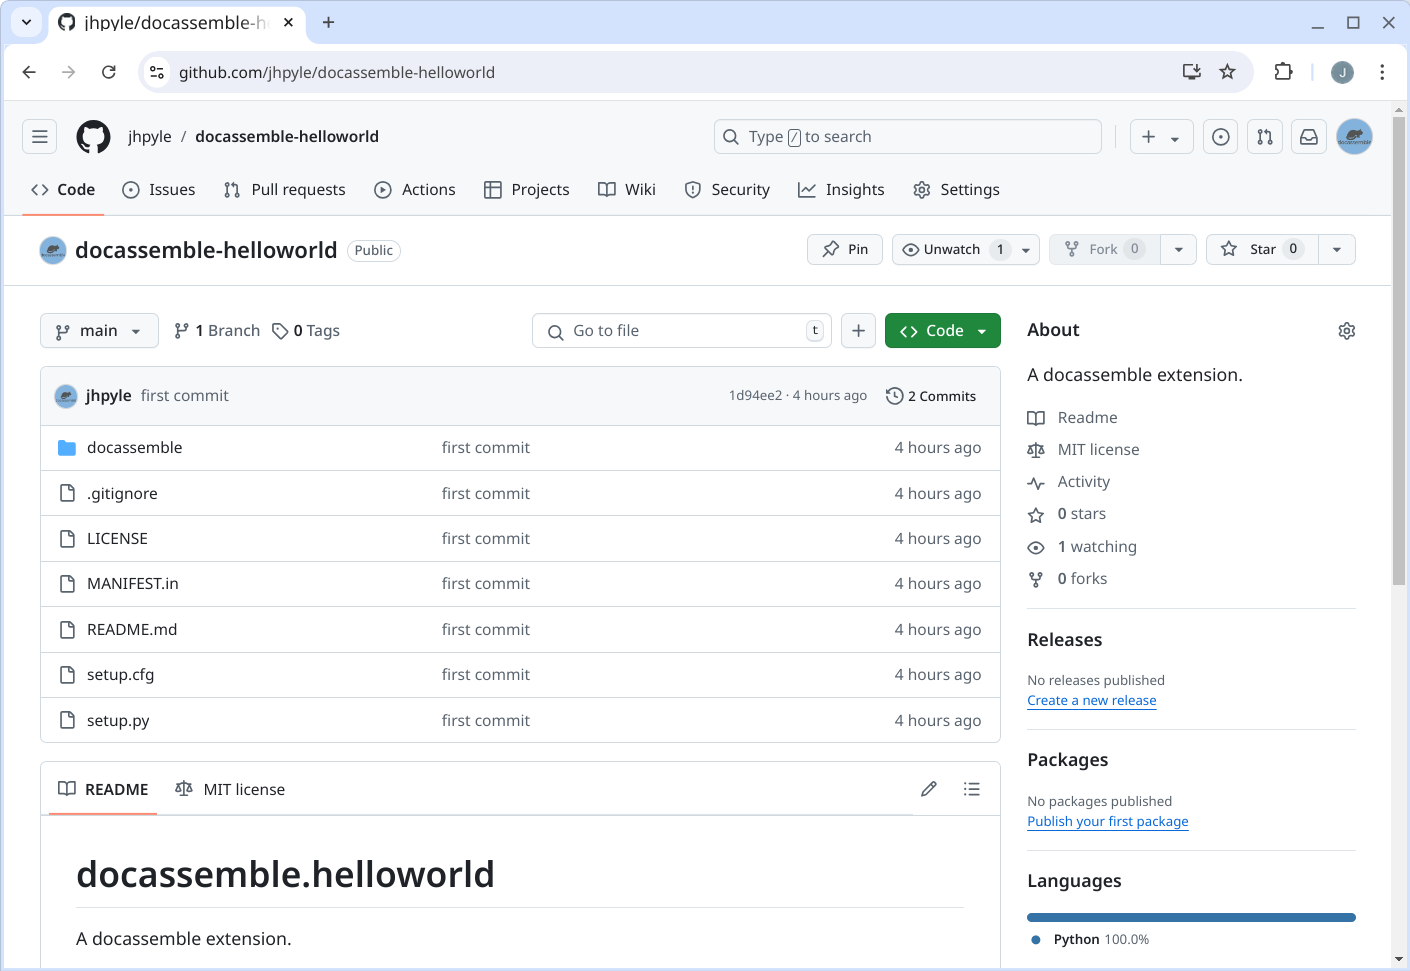 jhpyle/docassemble-h
github.com/jhpyle/docassemble-helloworld
J
jhpyle / docassemble-helloworld
Type / to search
Code
Issues
Pull requests
Actions
Projects
Wiki
Security
Insights
Settings
docassemble-helloworld
Public
Pin
Unwatch 1
Fork 0
Star 0
main
1 Branch
0 Tags
Go to file
t
Code
jhpyle first commit
1d94ee2 · 4 hours ago
2 Commits
docassemble first commit 4 hours ago
.gitignore first commit 4 hours ago
LICENSE first commit 4 hours ago
MANIFEST.in first commit 4 hours ago
README.md first commit 4 hours ago
setup.cfg first commit 4 hours ago
setup.py first commit 4 hours ago
README
MIT license
docassemble.helloworld
A docassemble extension.
About
A docassemble extension.
Readme
MIT license
Activity
0 stars
1 watching
0 forks
Releases
No releases published
Create a new release
Packages
No packages published
Publish your first package
Languages
Python 100.0%